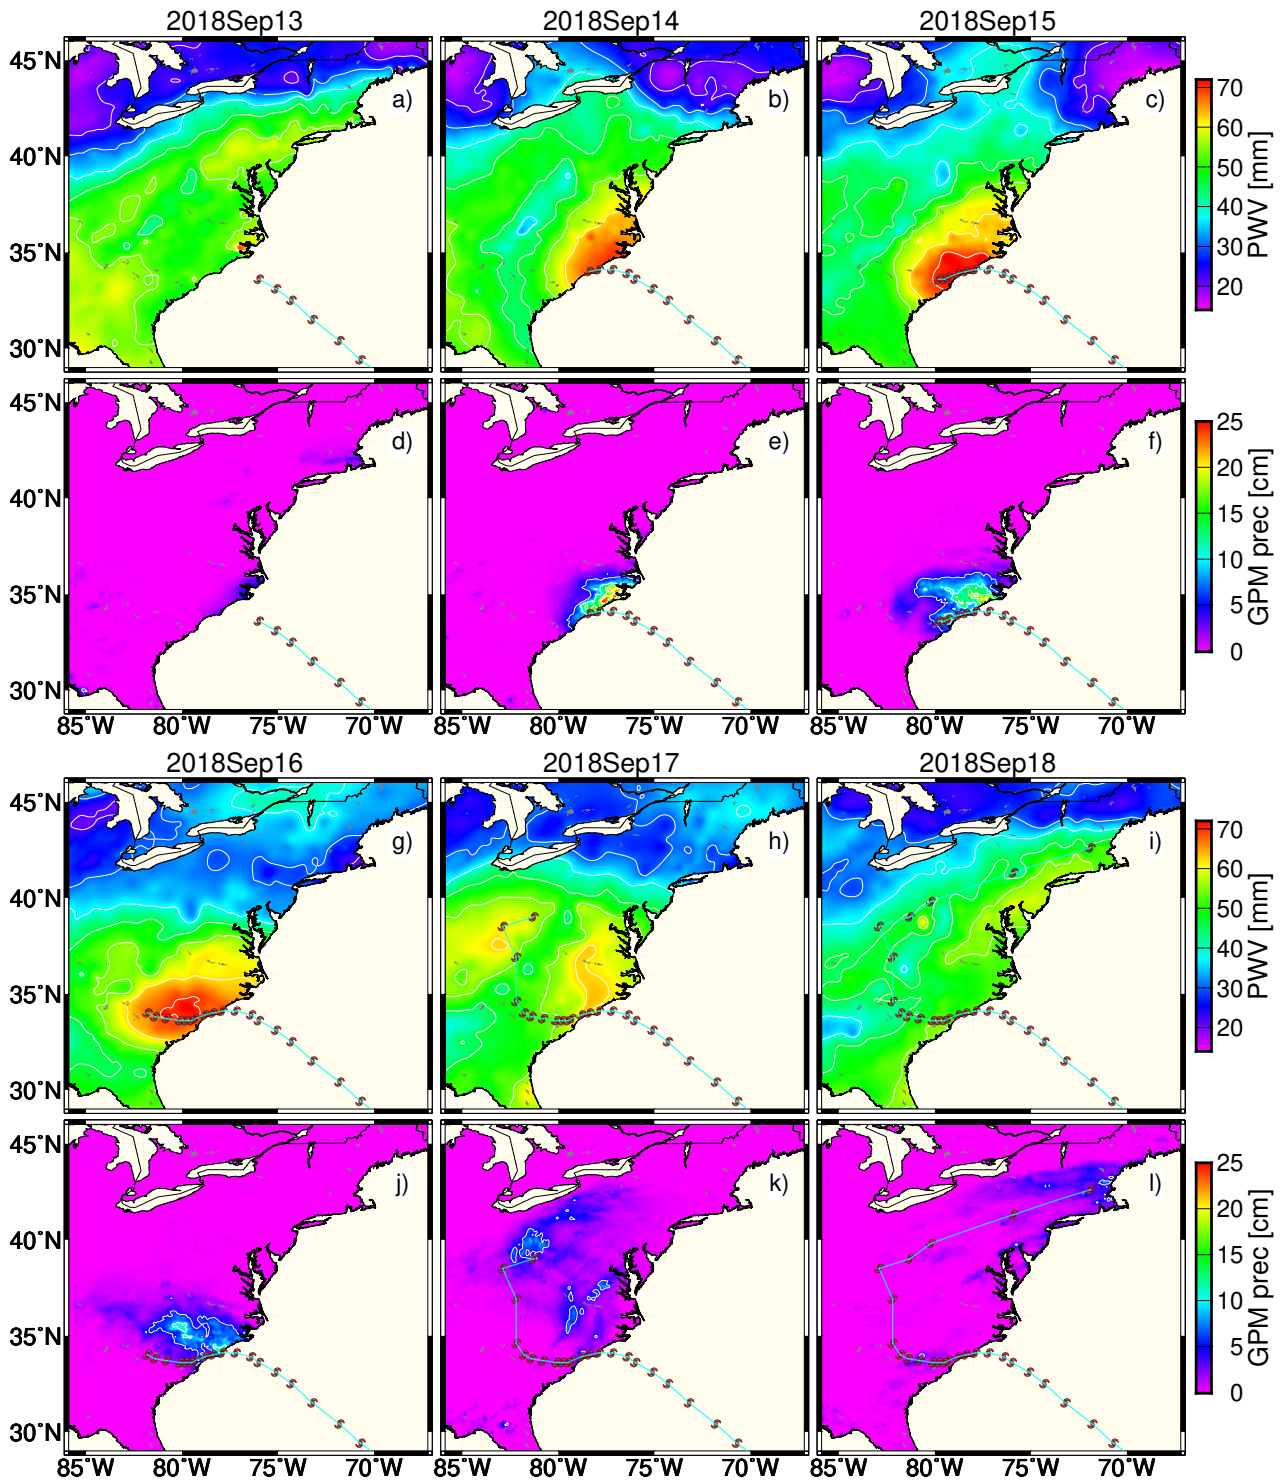 2018Sep13 2018Sep14 2018Sep15
45°N a) b) c) 70
60
40°N 50
40
35°N 30
20
30°N
PWV [mm]
45°N d) e) f) 25
20
40°N 15
10
35°N 5
0
30°N
GPM prec [cm]
85°W 80°W 75°W 70°W 85°W 80°W 75°W 70°W 85°W 80°W 75°W 70°W
2018Sep16 2018Sep17 2018Sep18
45°N g) h) i) 70
60
40°N 50
40
35°N 30
20
30°N
PWV [mm]
45°N j) k) l) 25
20
40°N 15
10
35°N 5
0
30°N
GPM prec [cm]
85°W 80°W 75°W 70°W 85°W 80°W 75°W 70°W 85°W 80°W 75°W 70°W